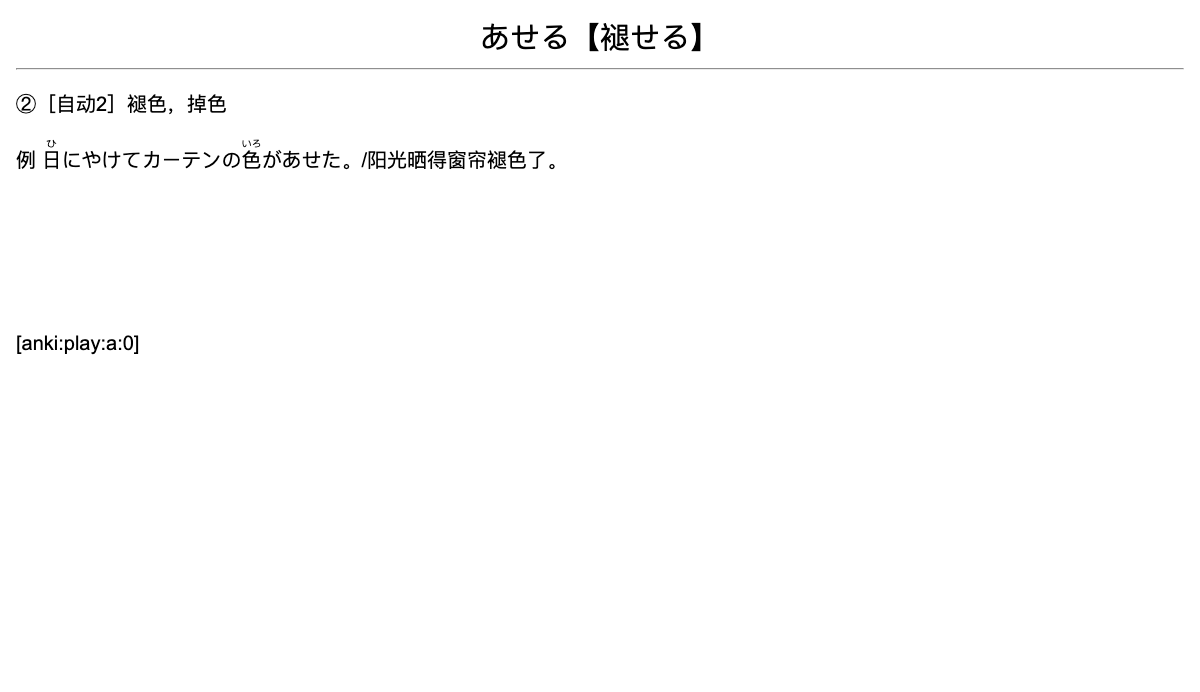 あせる【褪せる】
②［自动2］褪色，掉色
例 日にやけてカーテンの色があせた。/阳光晒得窗帘褪色了。
ひ いろ
[anki:play:a:0]